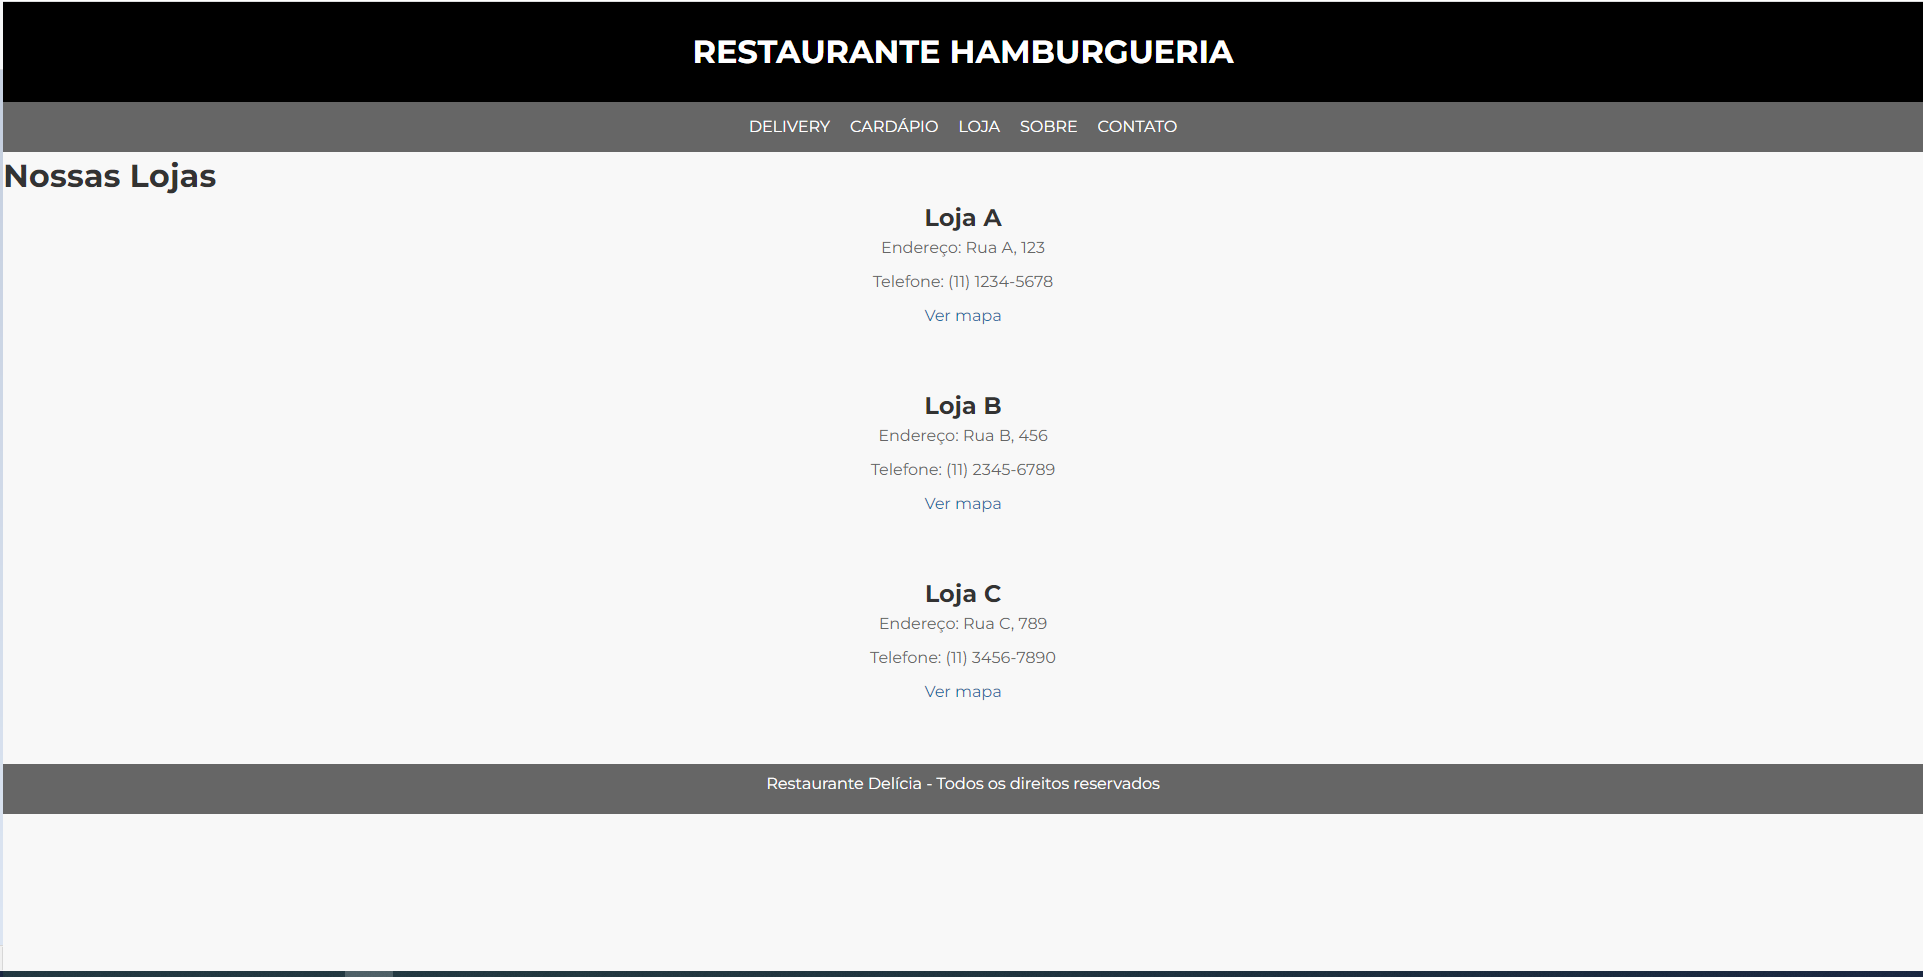 RESTAURANTE HAMBURGUERIA
DELIVERY CARDÁPIO LOJA SOBRE CONTATO
Nossas Lojas
Loja A
Endereço: Rua A, 123
Telefone: (11) 1234-5678
Ver mapa
Loja B
Endereço: Rua B, 456
Telefone: (11) 2345-6789
Ver mapa
Loja C
Endereço: Rua C, 789
Telefone: (11) 3456-7890
Ver mapa
Restaurante Delícia - Todos os direitos reservados